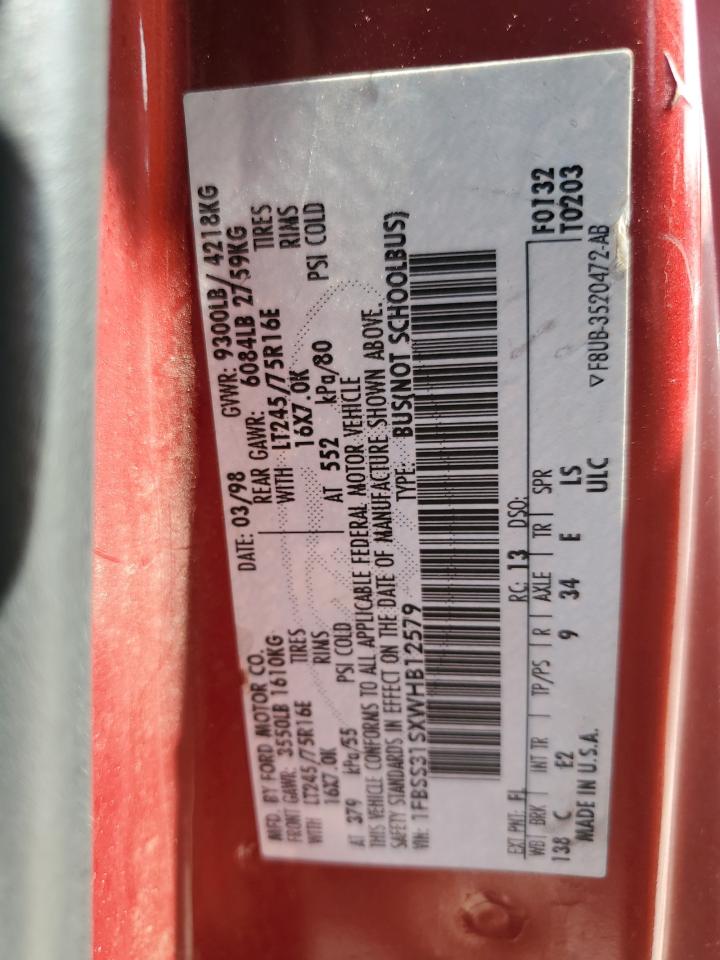 MFD. BY FORD MOTOR CO.
DATE: 03/98 GVWR: 9300LB/ 4218KG
FRONT GAWR: 3550LB 1610KG REAR GAWR: 6084LB 2759KG
WITH LT245/75R16E TIRES WITH LT245/75R16E TIRES
16X7.0K RIMS 16X7.0K RIMS
AT 379 kPa/55 PSI COLD AT 552 kPa/80 PSI COLD
THIS VEHICLE CONFORMS TO ALL APPLICABLE FEDERAL MOTOR VEHICLE
SAFETY STANDARDS IN EFFECT ON THE DATE OF MANUFACTURE SHOWN ABOVE.
VIN: 1FBSS31SXWHB12579 TYPE: BUS(NOT SCHOOLBUS)
EXT PNT: FL RC: 13 DSO: F0132
WB BRK INT TR TP/PS R AXLE TR SPR T0203
138 C E2 9 34 E LS
MADE IN U.S.A. ULC
▽F8UB-3520472-AB